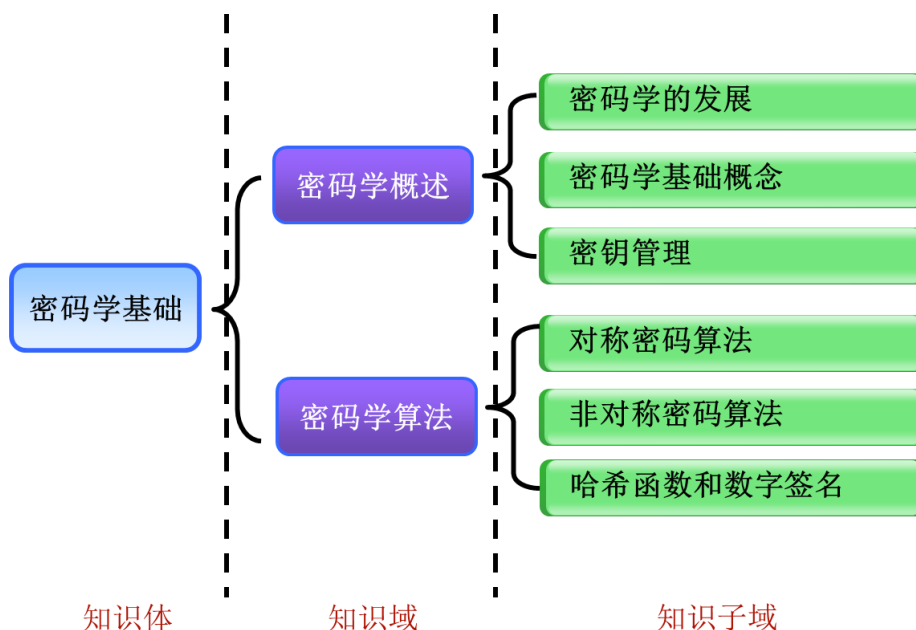 密码学的发展
密码学概述
密码学基础概念
密钥管理
密码学基础
对称密码算法
密码学算法
非对称密码算法
哈希函数和数字签名
知识体
知识域
知识子域